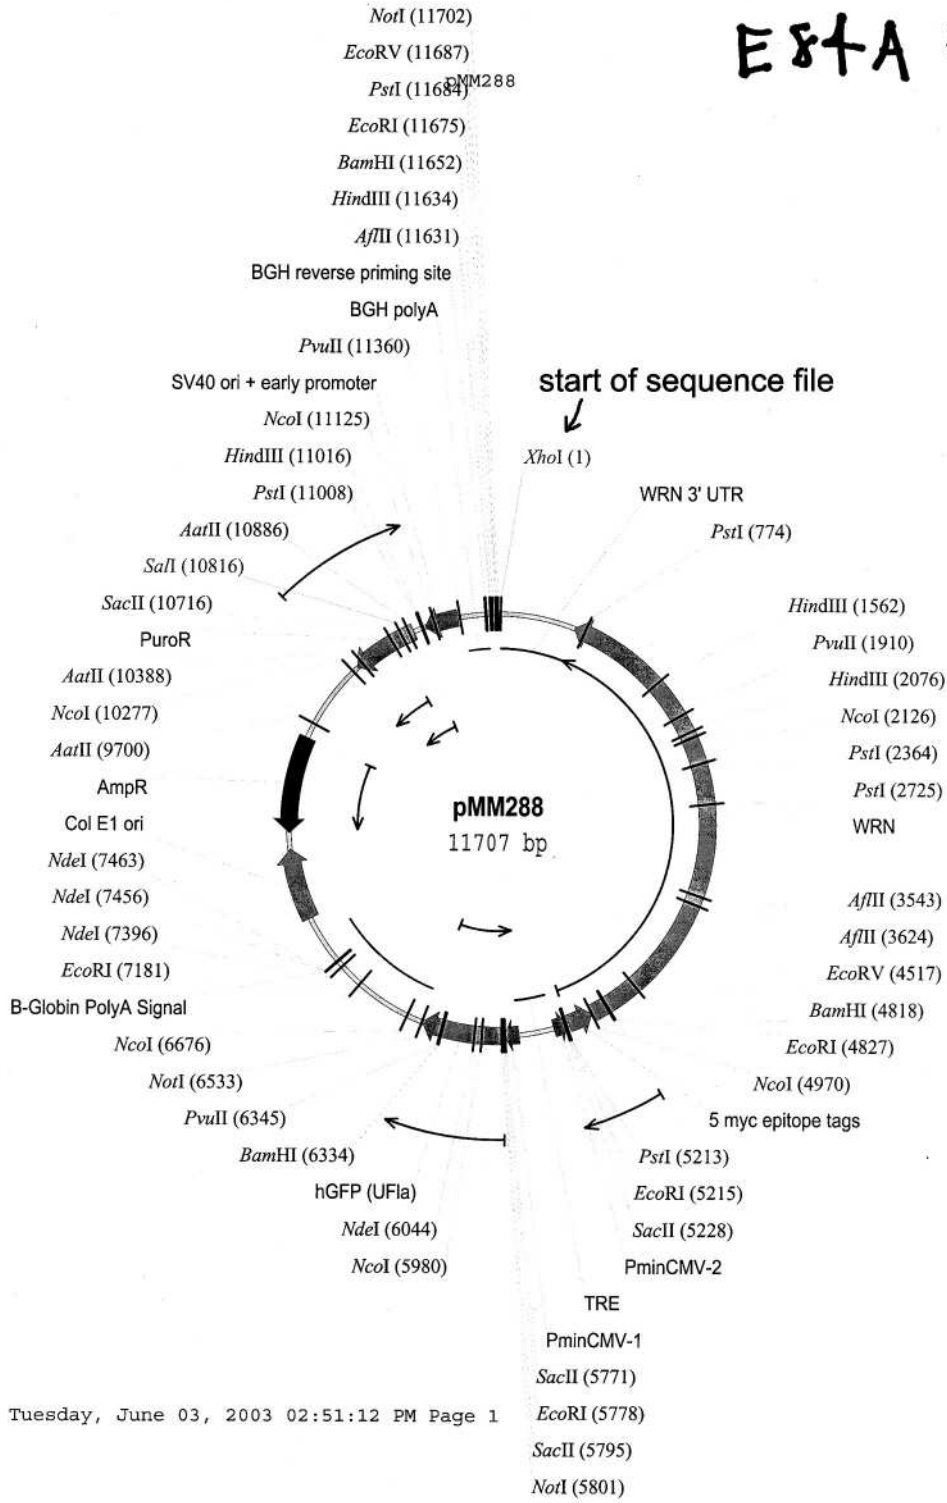 NotI (11702)
E84A
EcoRV (11687)
pMM288
PstI (11684)
EcoRI (11675)
BamHI (11652)
HindIII (11634)
AflII (11631)
BGH reverse priming site
BGH polyA
PvuII (11360)
SV40 ori + early promoter
start of sequence file
NcoI (11125)
HindIII (11016)
XhoI (1)
PstI (11008)
WRN 3' UTR
AatII (10886)
PstI (774)
SalI (10816)
SacII (10716)
HindIII (1562)
PuroR
PvuII (1910)
AatII (10388)
HindIII (2076)
NcoI (10277)
NcoI (2126)
AatII (9700)
PstI (2364)
AmpR
PstI (2725)
pMM288
Col E1 ori
WRN
11707 bp
NdeI (7463)
NdeI (7456)
AflII (3543)
NdeI (7396)
AflII (3624)
EcoRI (7181)
EcoRV (4517)
B-Globin PolyA Signal
BamHI (4818)
NcoI (6676)
EcoRI (4827)
NotI (6533)
NcoI (4970)
PvuII (6345)
5 myc epitope tags
BamHI (6334)
PstI (5213)
hGFP (UFIa)
EcoRI (5215)
NdeI (6044)
SacII (5228)
NcoI (5980)
PminCMV-2
TRE
PminCMV-1
SacII (5771)
Tuesday, June 03, 2003 02:51:12 PM Page 1
EcoRI (5778)
SacII (5795)
NotI (5801)